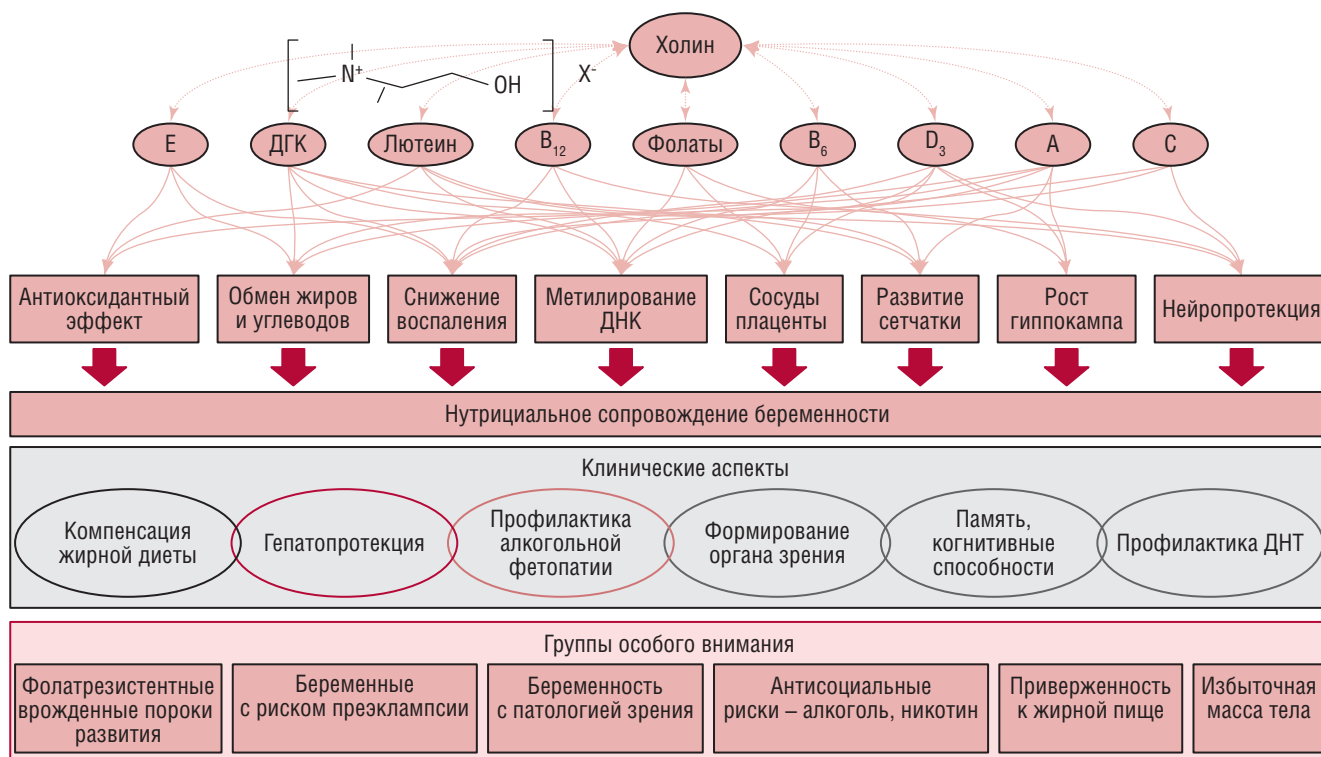 Холин
N+
OH
X-
E
ДГК
Лютеин
B12
Фолаты
B6
D3
A
C
Антиоксидантный
эффект
Обмен жиров
и углеводов
Снижение
воспаления
Метилирование
ДНК
Сосуды
плаценты
Развитие
сетчатки
Рост
гиппокампа
Нейропротекция
Нутрициальное сопровождение беременности
Клинические аспекты
Компенсация
жирной диеты
Гепатопротекция
Профилактика
алкогольной
фетопатии
Формирование
органа зрения
Память,
когнитивные
способности
Профилактика ДНТ
Группы особого внимания
Фолатрезистентные
врожденные пороки
развития
Беременные
с риском преэклампсии
Беременность
с патологией зрения
Антисоциальные
риски – алкоголь, никотин
Приверженность
к жирной пище
Избыточная
масса тела